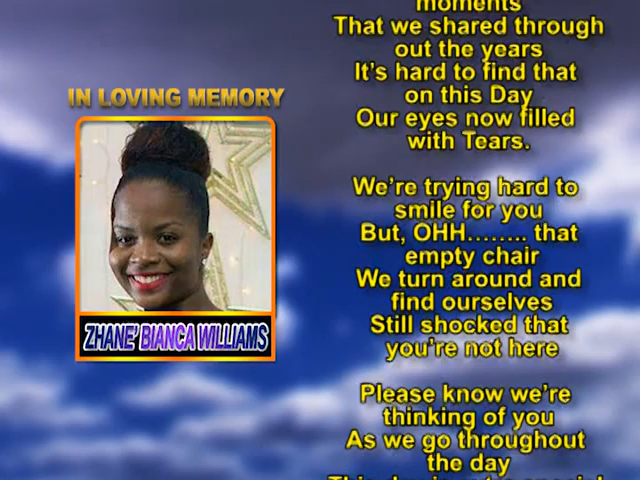 IN LOVING MEMORY
ZHANE' BIANCA WILLIAMS
moments
That we shared through
out the years
It's hard to find that
on this Day
Our eyes now filled
with Tears.
We're trying hard to
smile for you
But, OHH…….. that
empty chair
We turn around and
find ourselves
Still shocked that
you're not here
Please know we're
thinking of you
As we go throughout
the day